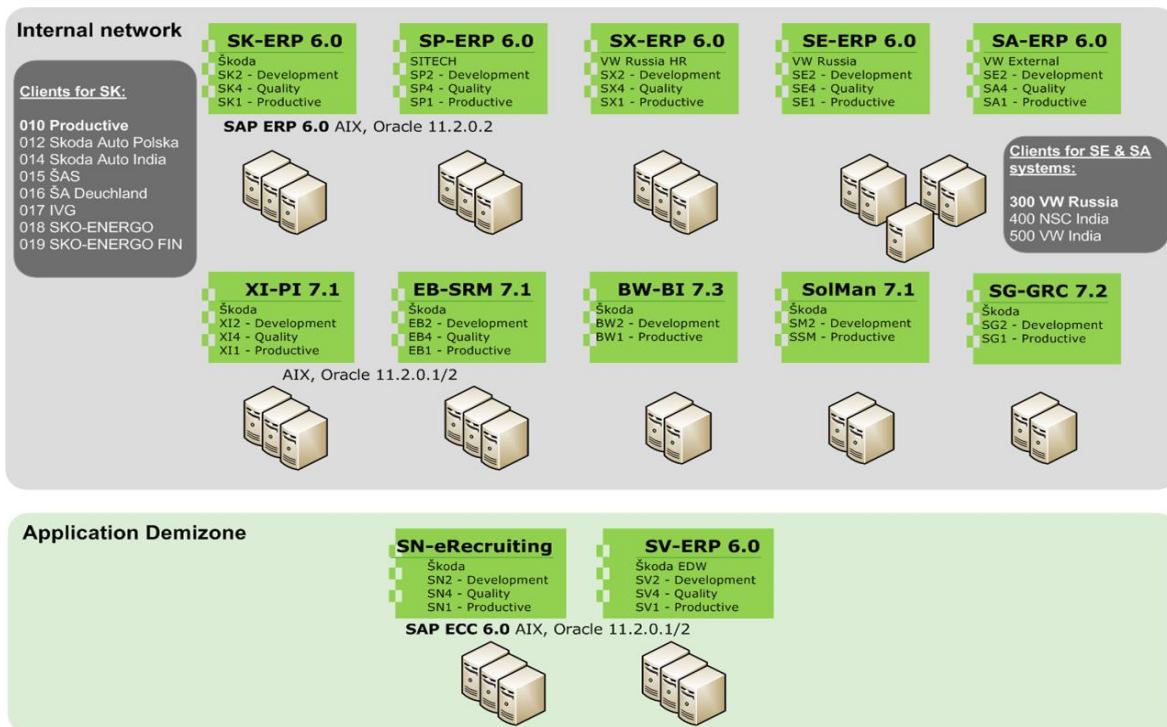 Internal network
Clients for SK:
010 Productive
012 Skoda Auto Polska
014 Skoda Auto India
015 ŠAS
016 ŠA Deuchland
017 IVG
018 SKO-ENERGO
019 SKO-ENERGO FIN
SK-ERP 6.0
Škoda
SK2 - Development
SK4 - Quality
SK1 - Productive
SP-ERP 6.0
SITECH
SP2 - Development
SP4 - Quality
SP1 - Productive
SX-ERP 6.0
VW Russia HR
SX2 - Development
SX4 - Quality
SX1 - Productive
SE-ERP 6.0
VW Russia
SE2 - Development
SE4 - Quality
SE1 - Productive
SA-ERP 6.0
VW External
SE2 - Development
SA4 - Quality
SA1 - Productive
SAP ERP 6.0 AIX, Oracle 11.2.0.2
Clients for SE & SA
systems:
300 VW Russia
400 NSC India
500 VW India
XI-PI 7.1
Škoda
XI2 - Development
XI4 - Quality
XI1 - Productive
EB-SRM 7.1
Škoda
EB2 - Development
EB4 - Quality
EB1 - Productive
BW-BI 7.3
Škoda
BW2 - Development
BW1 - Productive
SolMan 7.1
Škoda
SM2 - Development
SSM - Productive
SG-GRC 7.2
Škoda
SG2 - Development
SG1 - Productive
AIX, Oracle 11.2.0.1/2
Application Demizone
SN-eRecruiting
Škoda
SN2 - Development
SN4 - Quality
SN1 - Productive
SV-ERP 6.0
Škoda EDW
SV2 - Development
SV4 - Quality
SV1 - Productive
SAP ECC 6.0 AIX, Oracle 11.2.0.1/2